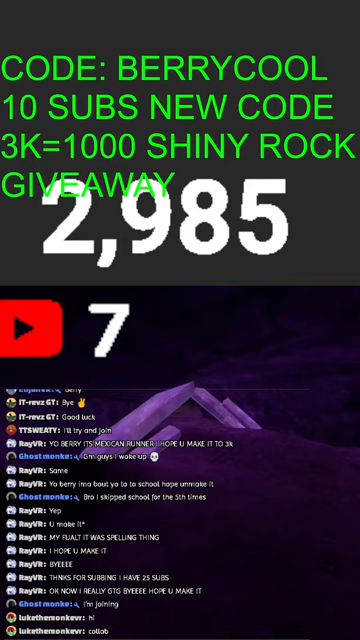 CODE: BERRYCOOL
10 SUBS NEW CODE
3K=1000 SHINY ROCK
GIVEAWAY
2,985
7
Berry
IT-revz GT: Bye ✌
IT-revz GT: Good luck
TTSWEATY: I'll try and join
RayVR: YO BERRY ITS MEXICAN RUNNER I HOPE U MAKE IT TO 3k
Ghost monke: Gm guys I woke up 💀
RayVR: Same
RayVR: Yo berry ima bout yo to to school hope unmake it
Ghost monke: Bro I skipped school for the 5th times
RayVR: Yep
RayVR: U make it*
RayVR: MY FUALT IT WAS SPELLING THING
RayVR: I HOPE U MAKE IT
RayVR: BYEEEE
RayVR: THNKS FOR SUBBING I HAVE 25 SUBS
RayVR: OK NOW I REALLY GTG BYEEEE HOPE U MAKE IT
Ghost monke: I'm joining
lukethemonkevr: hi
lukethemonkevr: collab